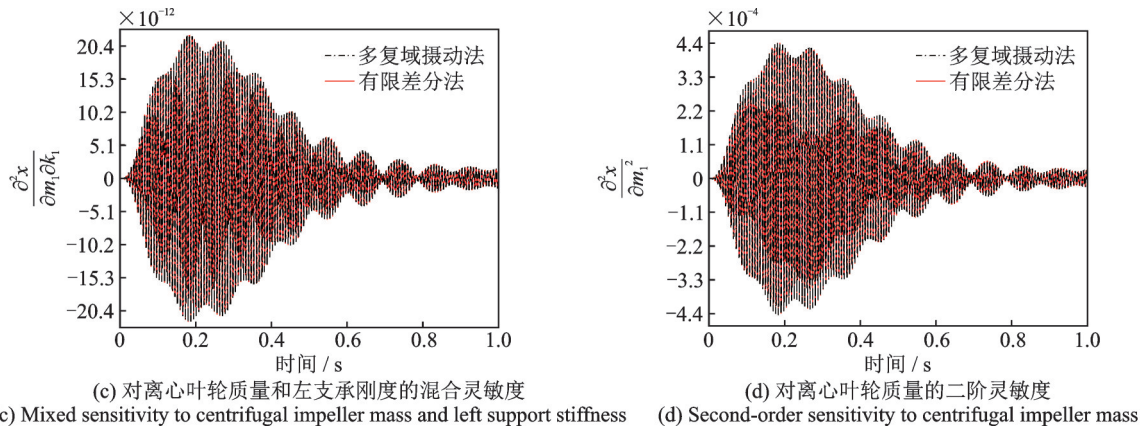 ×10⁻¹²
20.4
15.3
10.2
5.1
0
−5.1
−10.2
−15.3
−20.4
∂²x
∂m₁∂k₁
多复域摄动法
有限差分法
0 0.2 0.4 0.6 0.8 1.0
时间 / s
(c) 对离心叶轮质量和左支承刚度的混合灵敏度
c) Mixed sensitivity to centrifugal impeller mass and left support stiffness
×10⁻⁴
4.4
3.3
2.2
1.1
0
−1.1
−2.2
−3.3
−4.4
∂²x
∂m₁²
多复域摄动法
有限差分法
0 0.2 0.4 0.6 0.8 1.0
时间 / s
(d) 对离心叶轮质量的二阶灵敏度
(d) Second-order sensitivity to centrifugal impeller mass